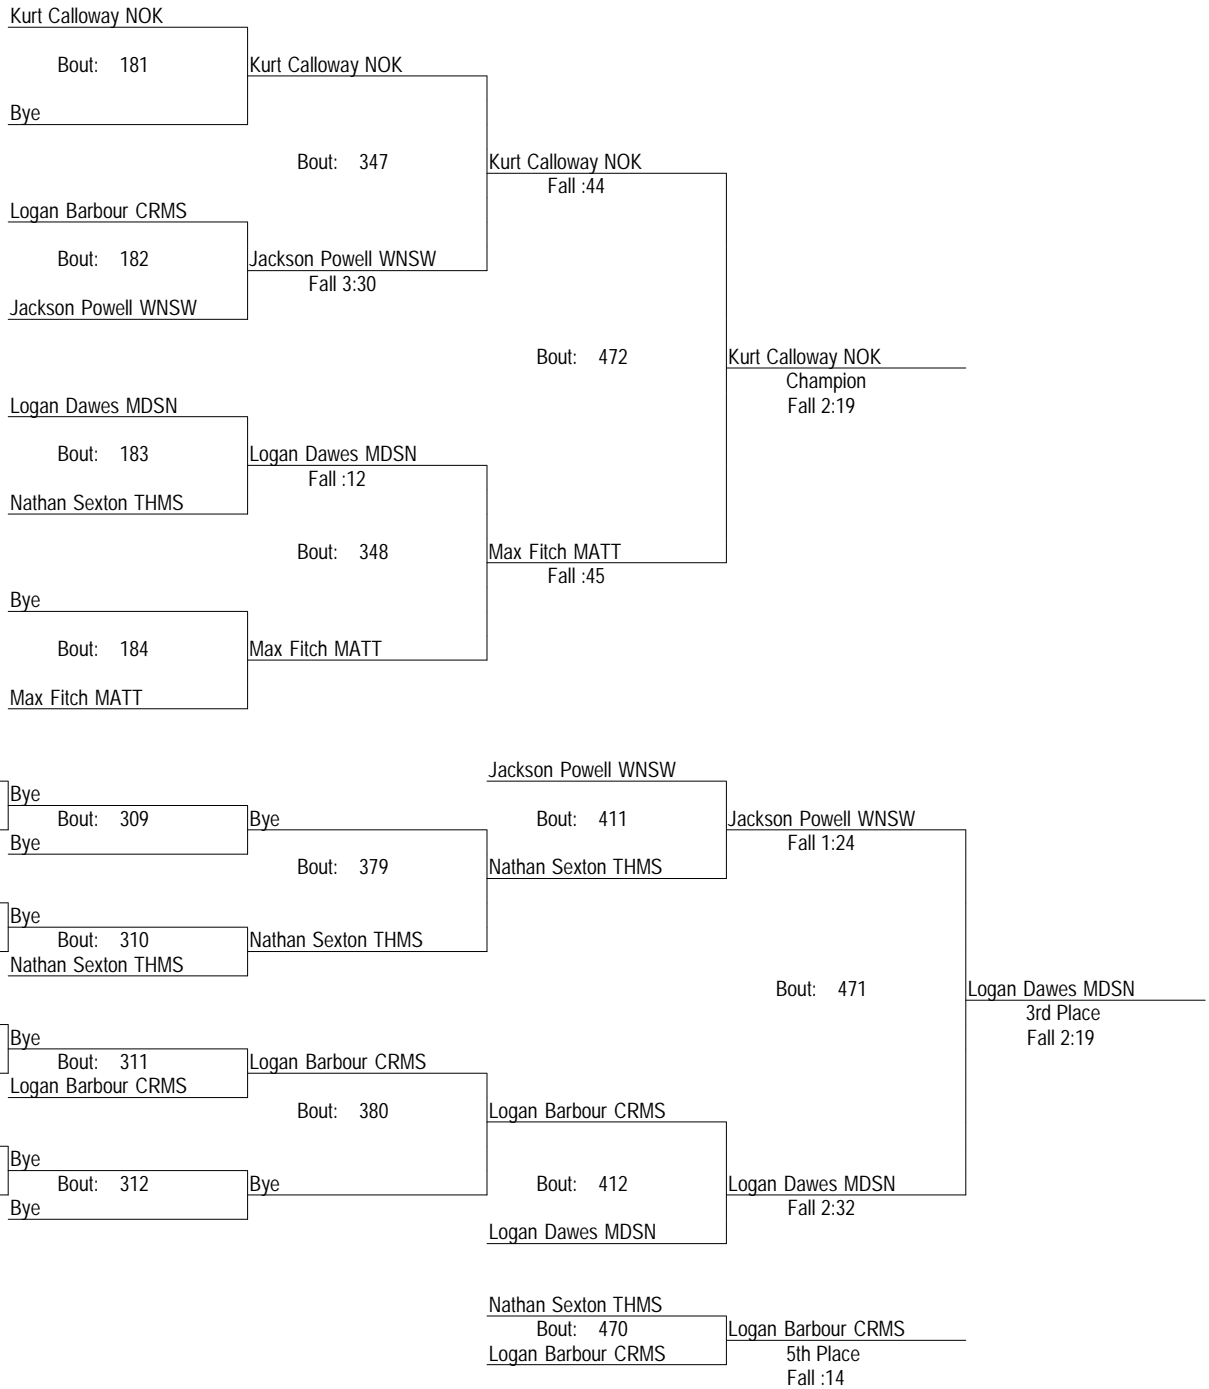 Kurt Calloway NOK
Bout: 181
Kurt Calloway NOK
Bye
Bout: 347
Kurt Calloway NOK
Fall :44
Logan Barbour CRMS
Bout: 182
Jackson Powell WNSW
Fall 3:30
Jackson Powell WNSW
Bout: 472
Kurt Calloway NOK
Champion
Fall 2:19
Logan Dawes MDSN
Bout: 183
Logan Dawes MDSN
Fall :12
Nathan Sexton THMS
Bout: 348
Max Fitch MATT
Fall :45
Bye
Bout: 184
Max Fitch MATT
Max Fitch MATT
Jackson Powell WNSW
Bye
Bout: 309
Bye
Bout: 411
Jackson Powell WNSW
Fall 1:24
Bye
Bout: 379
Nathan Sexton THMS
Bye
Bout: 310
Nathan Sexton THMS
Nathan Sexton THMS
Bout: 471
Logan Dawes MDSN
3rd Place
Fall 2:19
Bye
Bout: 311
Logan Barbour CRMS
Logan Barbour CRMS
Bout: 380
Logan Barbour CRMS
Bye
Bout: 312
Bye
Bout: 412
Logan Dawes MDSN
Fall 2:32
Bye
Logan Dawes MDSN
Nathan Sexton THMS
Bout: 470
Logan Barbour CRMS
Logan Barbour CRMS
5th Place
Fall :14